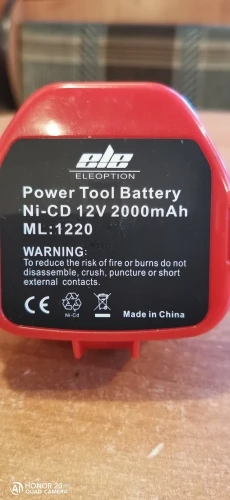 ele
ELEOPTION
Power Tool Battery
Ni-CD 12V 2000mAh
ML:1220
WARNING:
To reduce the risk of fire or burns do not
disassemble, crush, puncture or short
external contacts.
CE
Ni-Cd
Made in China
HONOR 20
QUAD CAMERA